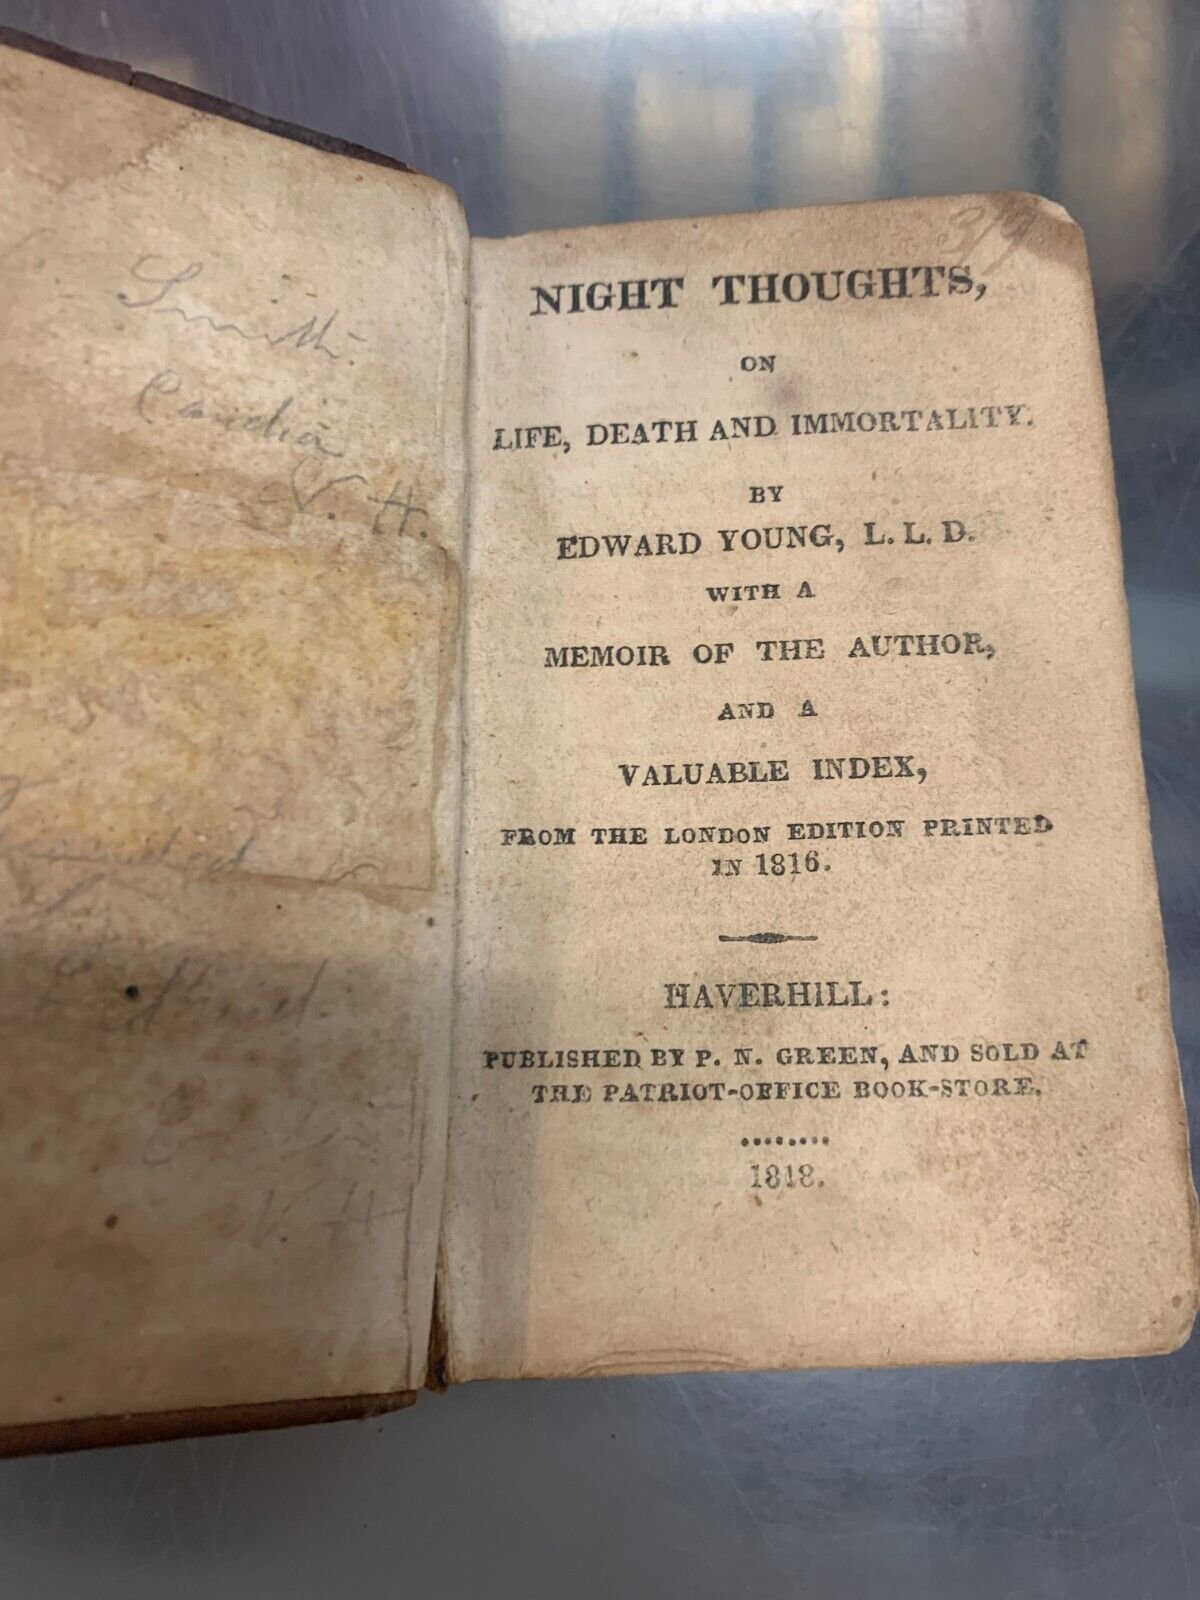 Smith.
Candia
N. H.
N. H
NIGHT THOUGHTS,
ON
LIFE, DEATH AND IMMORTALITY.
BY
EDWARD YOUNG, L. L. D.
WITH A
MEMOIR OF THE AUTHOR,
AND A
VALUABLE INDEX,
FROM THE LONDON EDITION PRINTED
IN 1816.
HAVERHILL:
PUBLISHED BY P. N. GREEN, AND SOLD AT
THE PATRIOT-OFFICE BOOK-STORE.
........
1818.